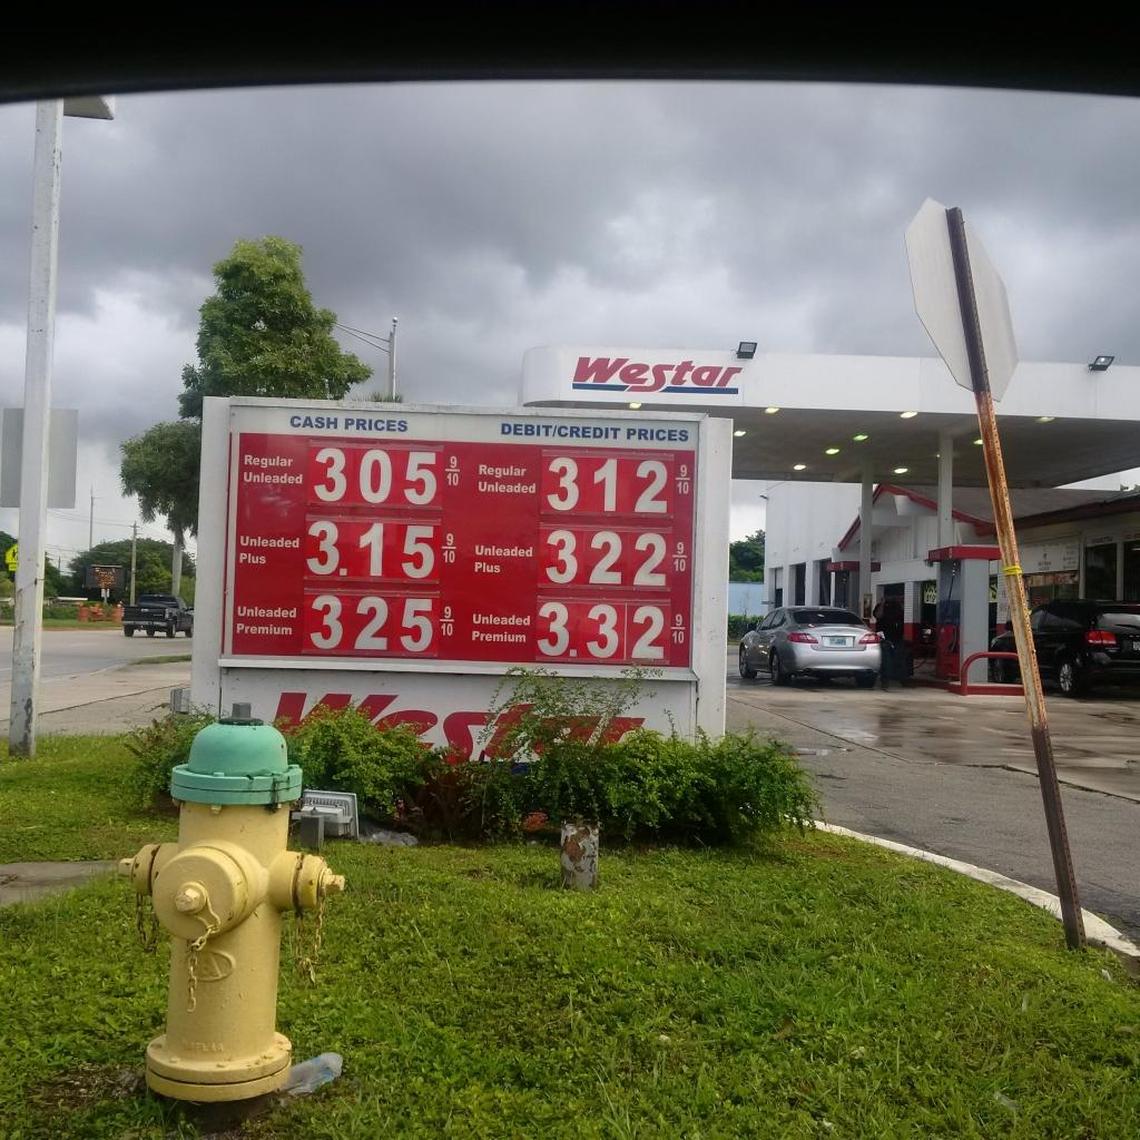 Westar
CASH PRICES
DEBIT/CREDIT PRICES
Regular
Unleaded
305 9/10
Regular
Unleaded
312 9/10
Unleaded
Plus
3.15 9/10
Unleaded
Plus
322 9/10
Unleaded
Premium
325 9/10
Unleaded
Premium
3.32 9/10
Westar